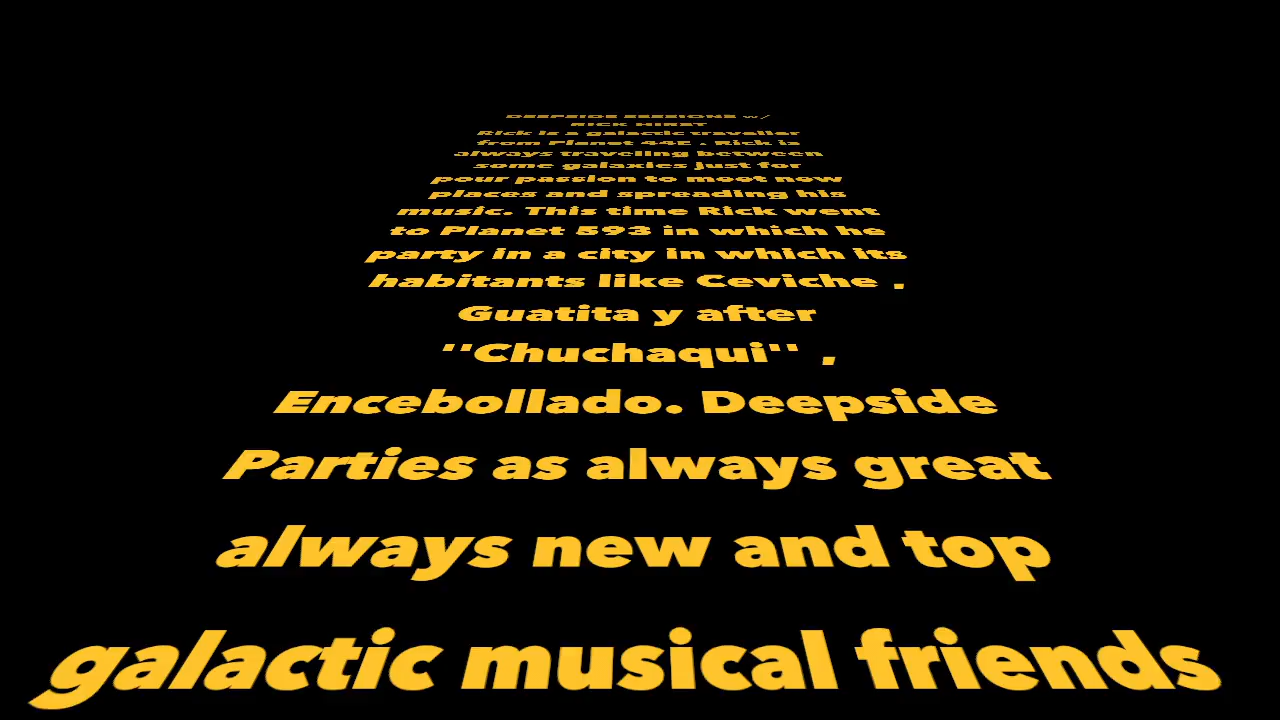 DEEPSIDE SESSIONS w/
RICK HIRST
Rick is a galactic traveller
from Planet 44E . Rick is
always traveling between
some galaxies just for
pour passion to meet new
places and spreading his
music. This time Rick went
to Planet 593 in which he
party in a city in which its
habitants like Ceviche .
Guatita y after
''Chuchaqui'' .
Encebollado. Deepside
Parties as always great
always new and top
galactic musical friends